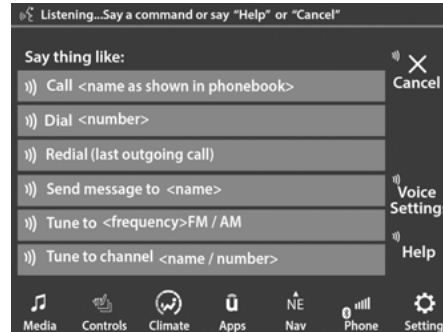 Listening...Say a command or say “Help” or “Cancel”
Say thing like:
Call <name as shown in phonebook>
Dial <number>
Redial (last outgoing call)
Send message to <name>
Tune to <frequency>FM / AM
Tune to channel <name / number>
Cancel
Voice
Setting
Help
Media Controls Climate Apps Nav Phone Setting